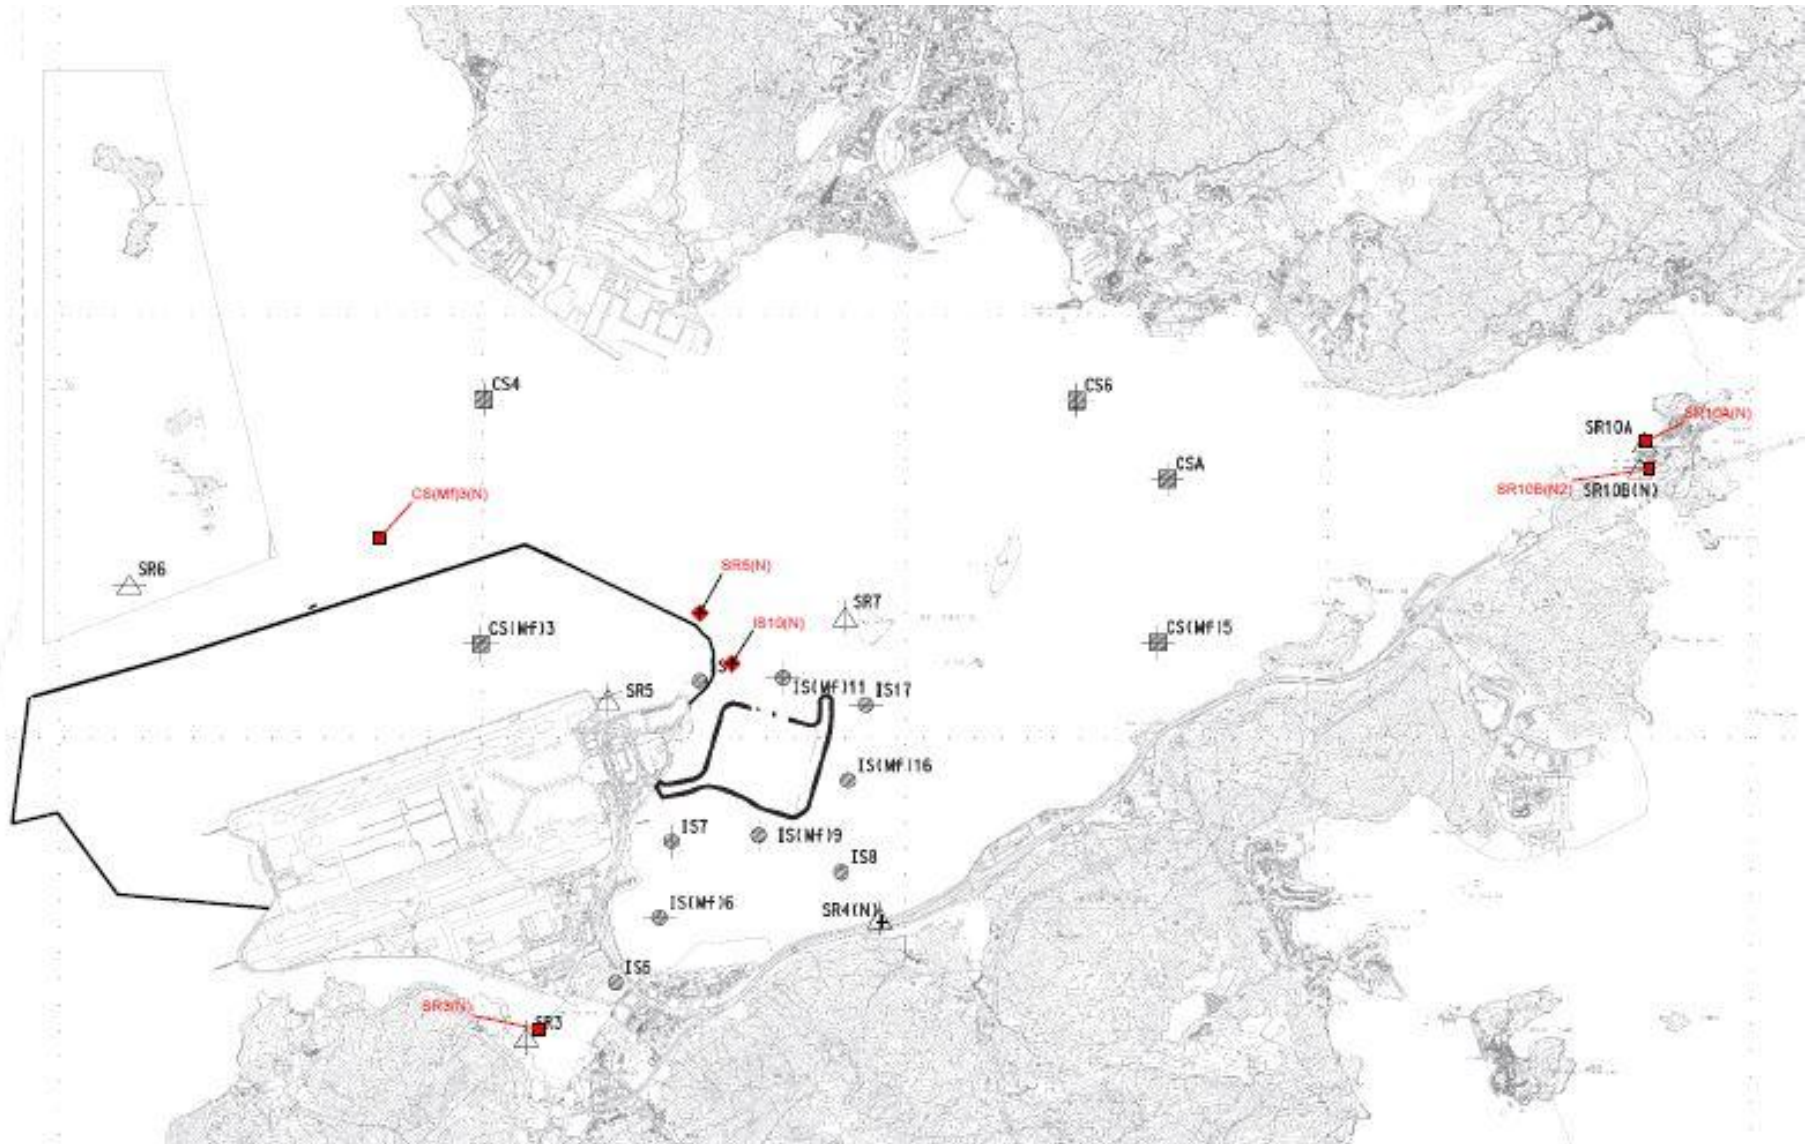 CS4
CS6
SR10A(N)
SR10A
CSA
CS(Mf)3(N)
SR10B(N2)
SR10B(N)
SR6
SR5(N)
SR7
IS10(N)
CS(Mf)3
CS(Mf)5
IS(Mf)11
IS17
SR5
IS(Mf)16
IS7
IS(Mf)9
IS8
IS(Mf)6
SR4(N)
IS5
SR3(N)
SR3